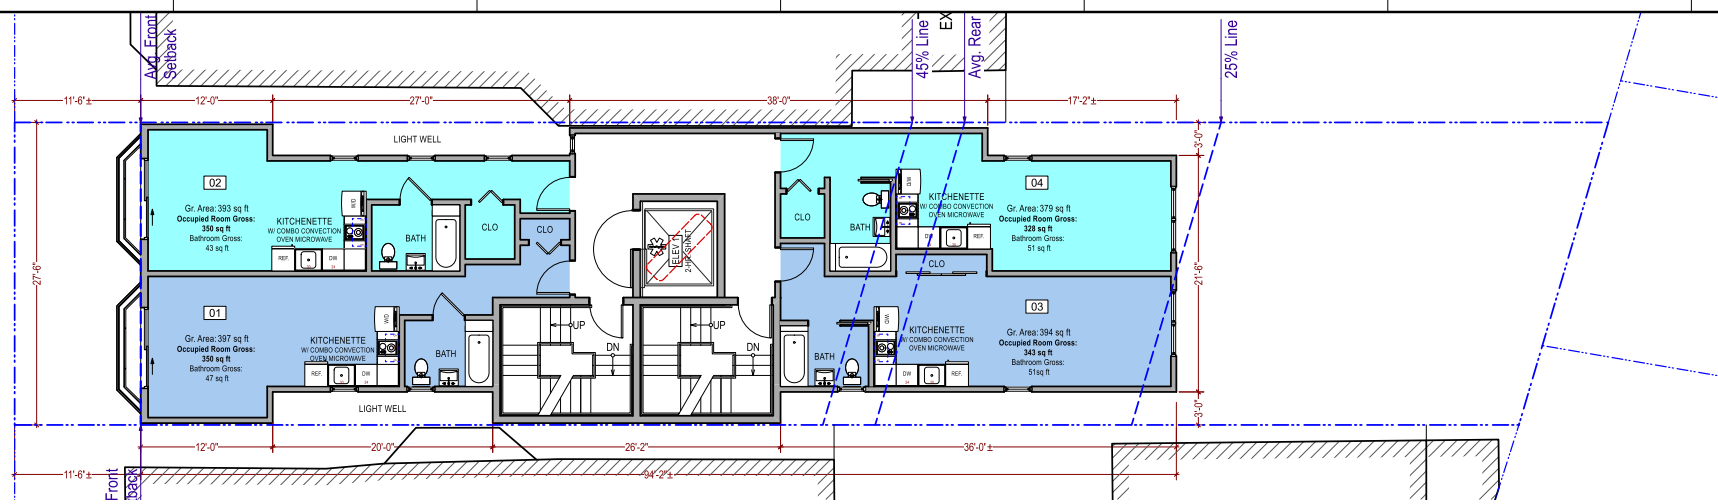 EX
Avg. Front
Setback
45% Line
Avg. Rear
25% Line
11'-6"±
12'-0"
27'-0"
38'-0"
17'-2"±
LIGHT WELL
3'-0"
27'-6"
21'-6"
3'-0"
02
Gr. Area: 393 sq ft
Occupied Room Gross:
350 sq ft
Bathroom Gross:
43 sq ft
KITCHENETTE
W/ COMBO CONVECTION
OVEN MICROWAVE
W/D
REF.
DW
24
BATH
CLO
CLO
ELEV 1
2-HR SHAFT
CLO
BATH
W/D
KITCHENETTE
W/ COMBO CONVECTION
OVEN MICROWAVE
DW
24
REF.
04
Gr. Area: 379 sq ft
Occupied Room Gross:
328 sq ft
Bathroom Gross:
51 sq ft
01
Gr. Area: 397 sq ft
Occupied Room Gross:
350 sq ft
Bathroom Gross:
47 sq ft
KITCHENETTE
W/ COMBO CONVECTION
OVEN MICROWAVE
W/D
REF.
DW
24
BATH
UP
DN
UP
DN
CLO
BATH
W/D
KITCHENETTE
W/ COMBO CONVECTION
OVEN MICROWAVE
DW
24
REF.
03
Gr. Area: 394 sq ft
Occupied Room Gross:
343 sq ft
Bathroom Gross:
51sq ft
LIGHT WELL
12'-0"
20'-0"
26'-2"
36'-0"±
11'-6"±
94'-2"±
Front